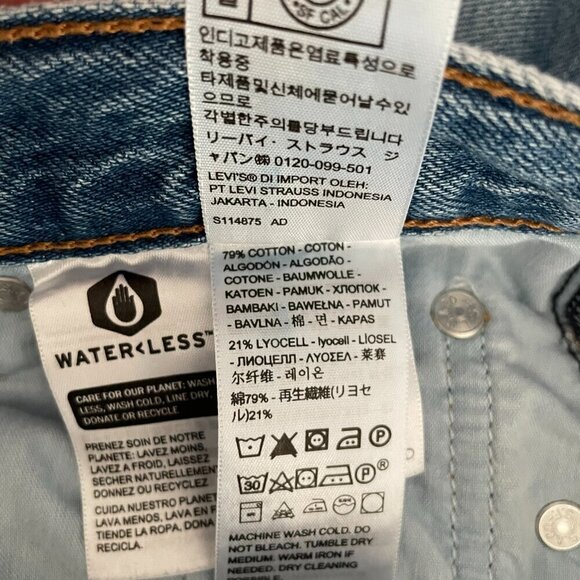 SF CAL
인디고제품은염료특성으로
착용중
타제품및신체에묻어날수있
으므로
각별한주의를당부드립니다
リーバイ・ストラウス ジ
ャパン㈱ 0120-099-501
LEVI'S® DI IMPORT OLEH:
PT LEVI STRAUSS INDONESIA
JAKARTA - INDONESIA
S114875 AD
79% COTTON - COTON -
ALGODÓN - ALGODÃO -
COTONE - BAUMWOLLE -
KATOEN - PAMUK - ХЛОПОК -
BAMBAKI - BAWEŁNA - PAMUT
- BAVLNA - 棉 - 면 - KAPAS
21% LYOCELL - lyocell - LİOSEL
- ЛИОЦЕЛЛ - ΛΥΟΣΕΛ - 莱赛
尔纤维 - 레이온
綿79% - 再生繊維(リヨセ
ル)21%
P
30 P
MACHINE WASH COLD. DO
NOT BLEACH. TUMBLE DRY
MEDIUM. WARM IRON IF
NEEDED. DRY CLEANING
WATER<LESS™
CARE FOR OUR PLANET: WASH
LESS, WASH COLD, LINE DRY,
DONATE OR RECYCLE
PRENEZ SOIN DE NOTRE
PLANETE: LAVEZ MOINS,
LAVEZ A FROID, LAISSEZ
SECHER NATURELLEMENT
DONNEZ OU RECYCLEZ
CUIDA NUESTRO PLANET
LAVA MENOS, LAVA EN F
TIENDE LA ROPA, DONA
RECICLA.